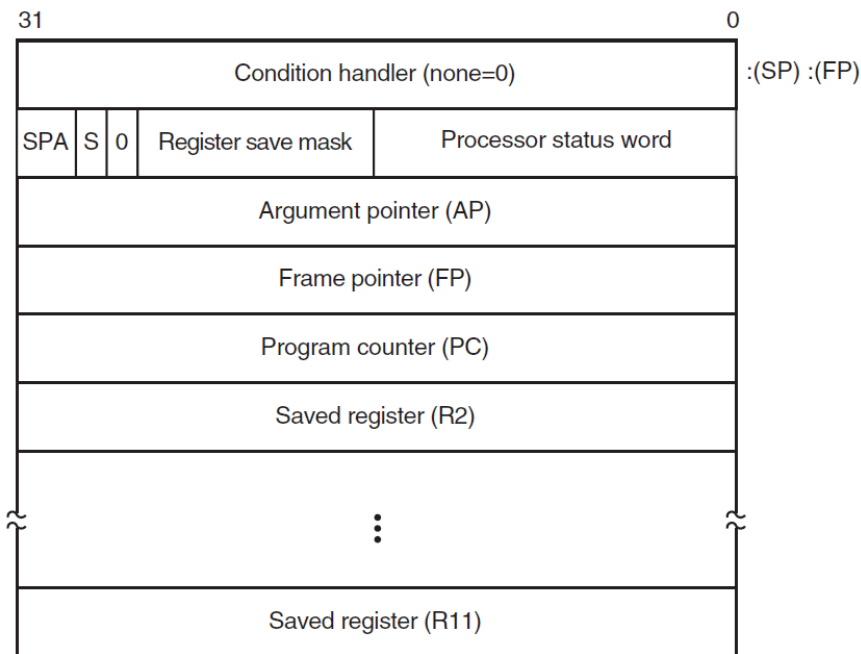 31 0
Condition handler (none=0) :(SP) :(FP)
SPA S 0 Register save mask Processor status word
Argument pointer (AP)
Frame pointer (FP)
Program counter (PC)
Saved register (R2)
Saved register (R11)